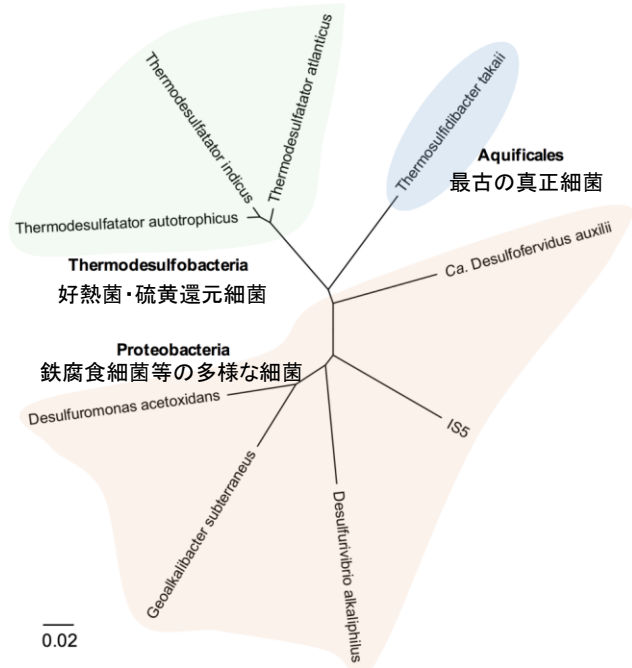 Thermodesulfatator atlanticus
Thermodesulfatator indicus
Thermodesulfatator autotrophicus
Thermosulfidibacter takaii
Aquificales
最古の真正細菌
Ca. Desulfofervidus auxilii
Thermodesulfobacteria
好熱菌・硫黄還元細菌
Proteobacteria
鉄腐食細菌等の多様な細菌
Desulfuromonas acetoxidans
IS5
Geoalkalibacter subterraneus
Desulfurivibrio alkaliphilus
0.02